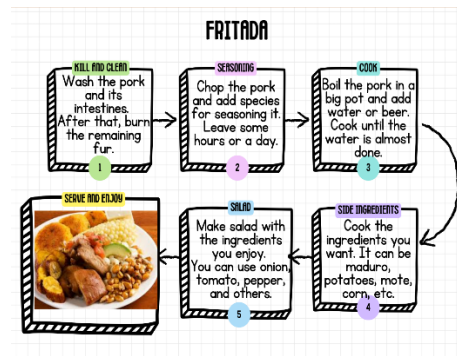 FRITADA
KILL AND CLEAN
Wash the pork
and its
intestines.
After that, burn
the remaining
fur.
1
SEASONING
Chop the pork
and add species
for seasoning it.
Leave some
hours or a day.
2
COOK
Boil the pork in a
big pot and add
water or beer.
Cook until the
water is almost
done.
3
SIDE INGREDIENTS
Cook the
ingredients you
want. It can be
maduro,
potatoes, mote,
corn, etc.
4
SALAD
Make salad with
the ingredients
you enjoy.
You can use onion,
tomato, pepper,
and others.
5
SERVE AND ENJOY